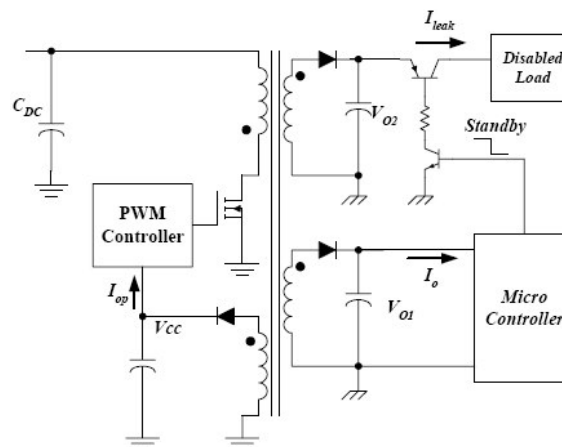 I_leak
Disabled
Load
C_DC
V_O2
Standby
PWM
Controller
I_op
I_o
Micro
Controller
Vcc
V_O1